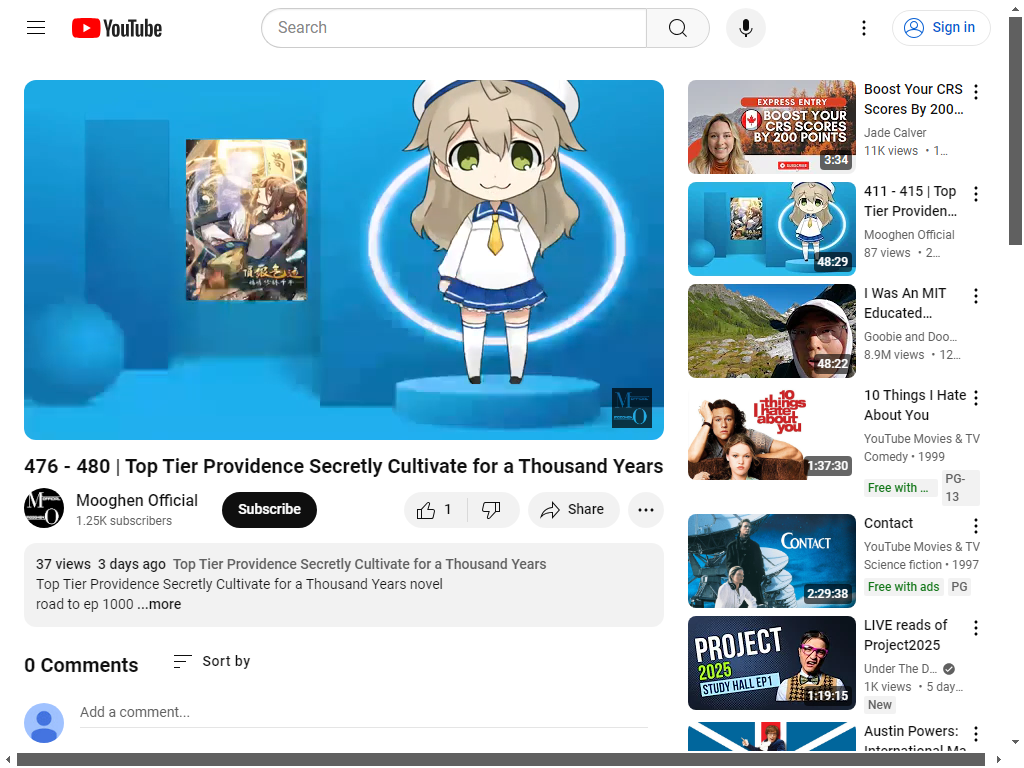 YouTube
Search
Sign in
476 - 480 | Top Tier Providence Secretly Cultivate for a Thousand Years
Mooghen Official
1.25K subscribers
Subscribe
1
Share
37 views 3 days ago Top Tier Providence Secretly Cultivate for a Thousand Years
Top Tier Providence Secretly Cultivate for a Thousand Years novel
road to ep 1000 ...more
0 Comments
Sort by
Add a comment...
EXPRESS ENTRY
BOOST YOUR
CRS SCORES
BY 200 POINTS
SUBSCRIBE
3:34
Boost Your CRS
Scores By 200...
Jade Calver
11K views • 1...
48:29
411 - 415 | Top
Tier Providen...
Mooghen Official
87 views • 2...
48:22
I Was An MIT
Educated...
Goobie and Doo...
8.9M views • 12...
10
things
i hate
about
you
1:37:30
10 Things I Hate
About You
YouTube Movies & TV
Comedy • 1999
Free with ...
PG-
13
CONTACT
2:29:38
Contact
YouTube Movies & TV
Science fiction • 1997
Free with ads
PG
PROJECT
2025
STUDY HALL EP1
1:19:15
LIVE reads of
Project2025
Under The D...
1K views • 5 day...
New
Austin Powers:
International Ma